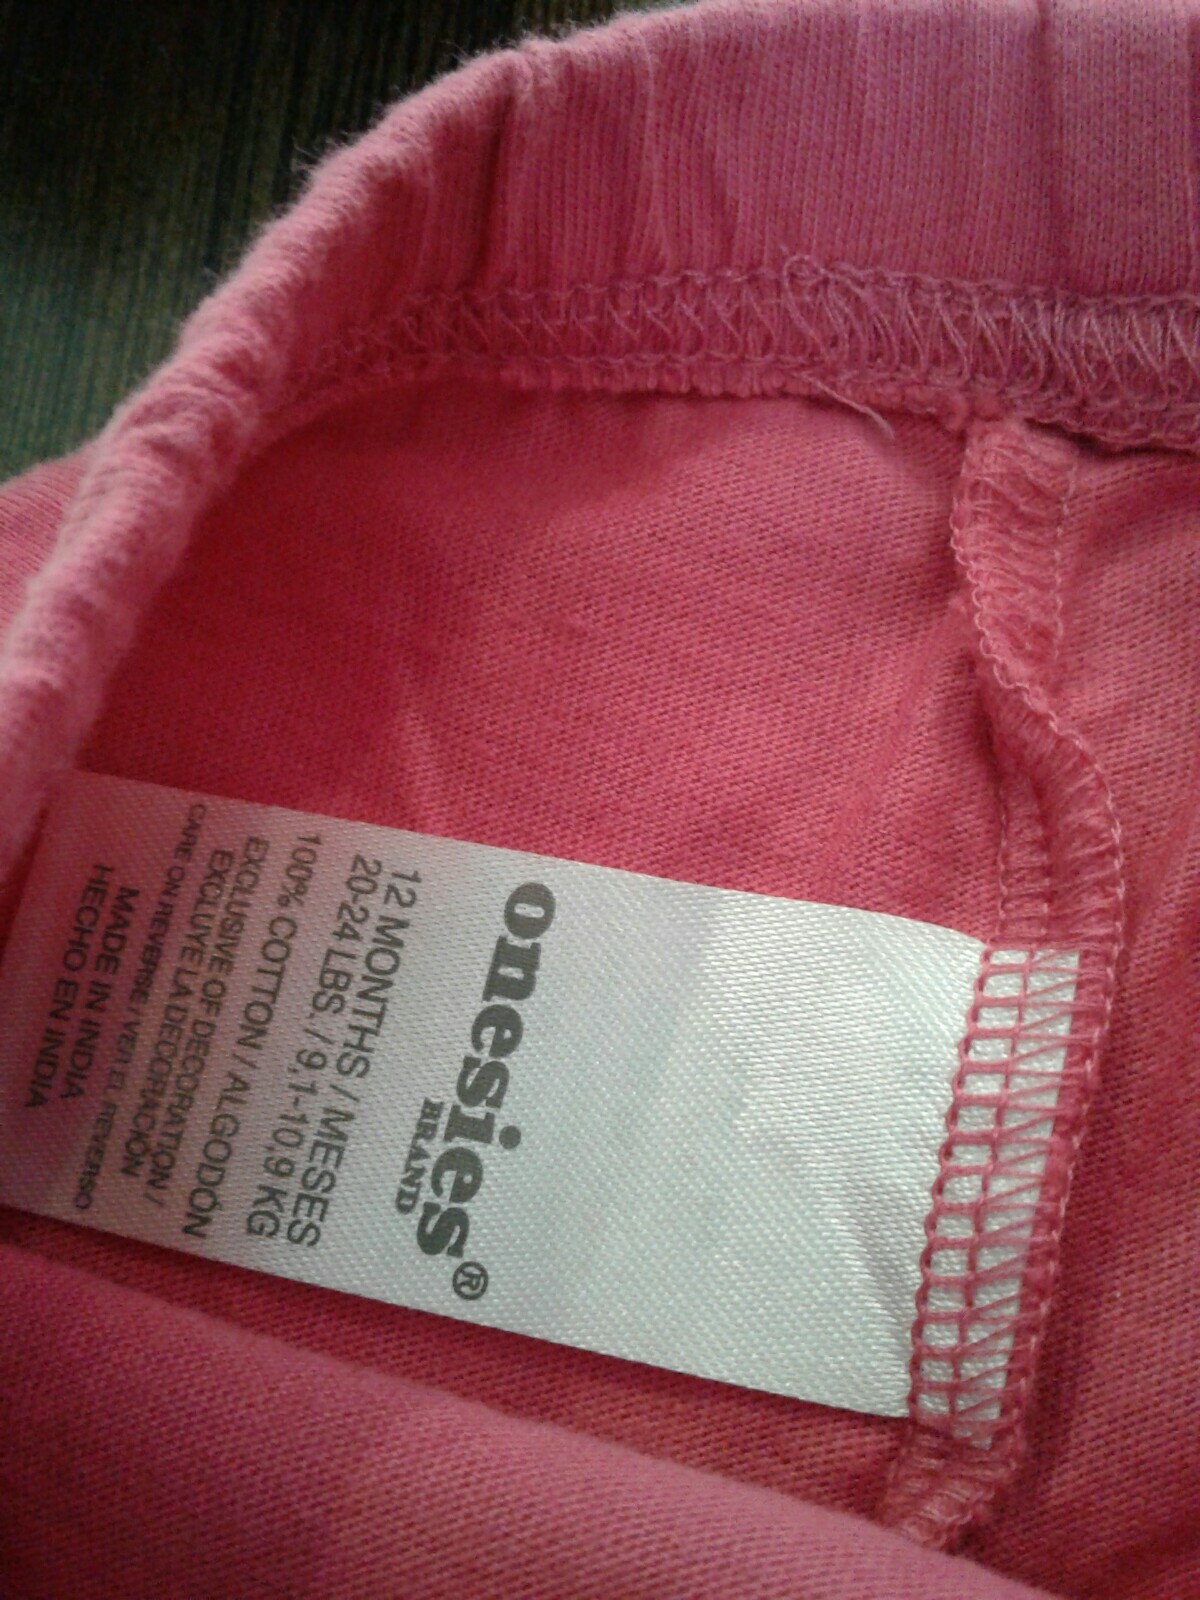 onesies®
BRAND
12 MONTHS / MESES
20-24 LBS. / 9,1-10,9 KG
100% COTTON / ALGODÓN
EXCLUSIVE OF DECORATION /
EXCLUYE LA DECORACIÓN
CARE ON REVERSE / VER EL REVERSO
MADE IN INDIA
HECHO EN INDIA